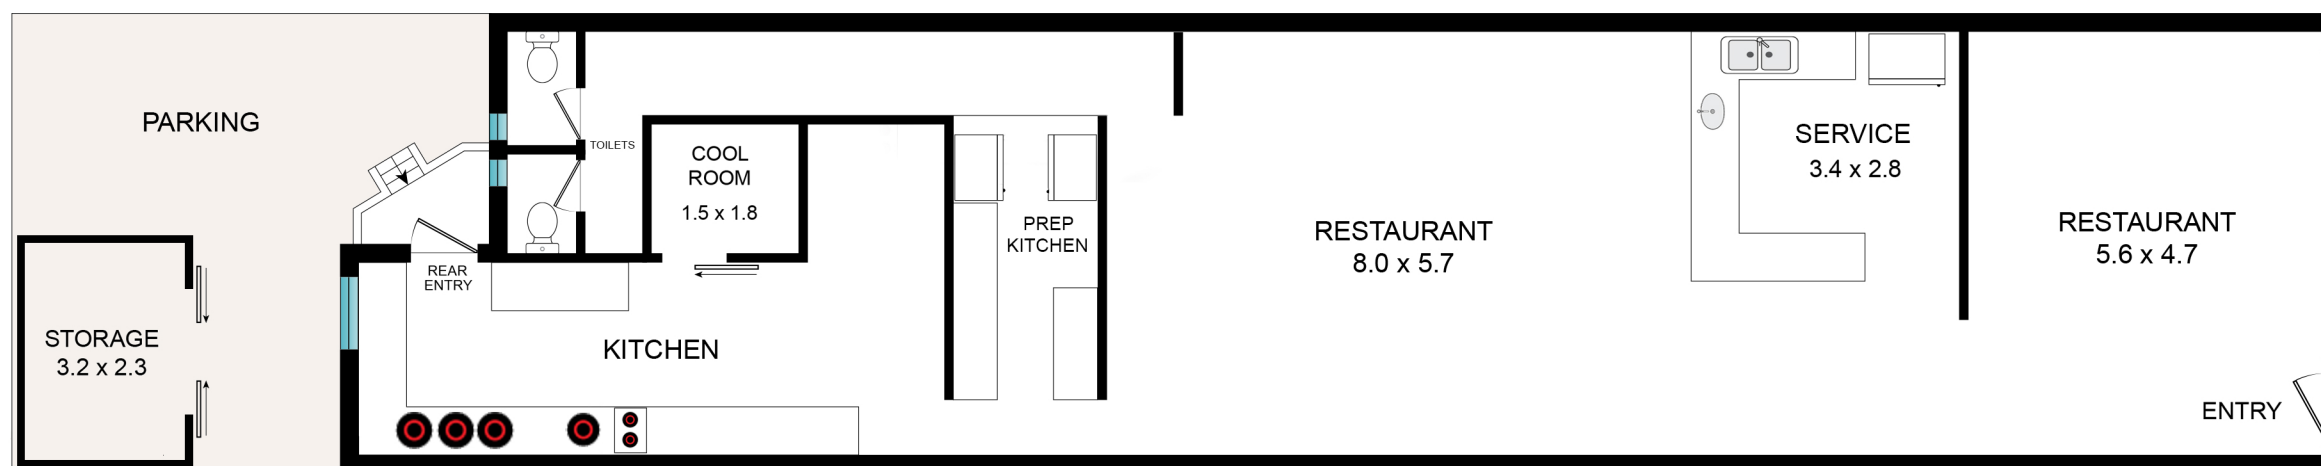 PARKING
TOILETS
COOL
ROOM
1.5 x 1.8
PREP
KITCHEN
REAR
ENTRY
KITCHEN
STORAGE
3.2 x 2.3
RESTAURANT
8.0 x 5.7
SERVICE
3.4 x 2.8
RESTAURANT
5.6 x 4.7
ENTRY